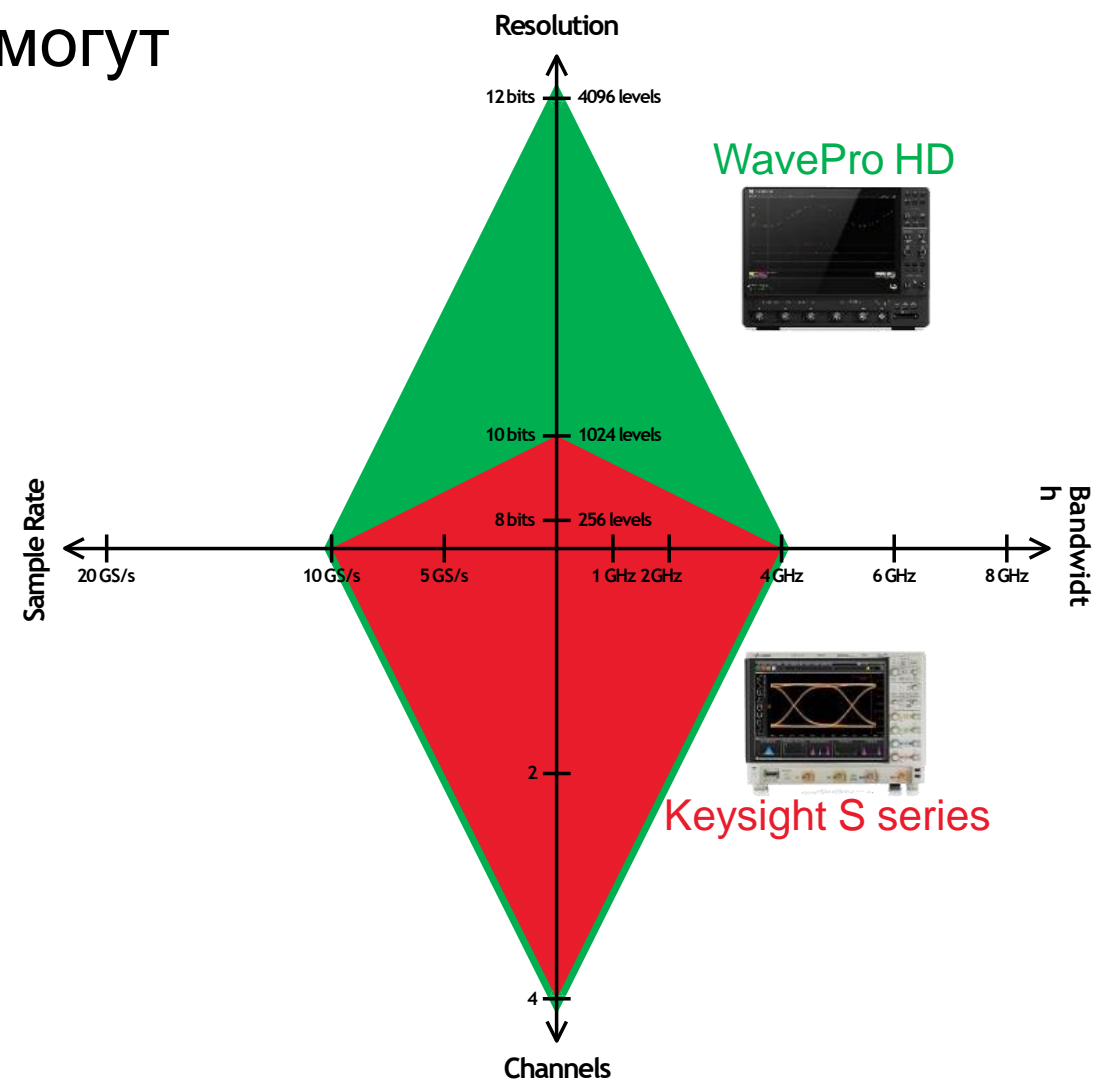 могут
Resolution
12 bits
4096 levels
WavePro HD
10 bits
1024 levels
8 bits
256 levels
Sample Rate
Bandwidt
h
20 GS/s
10 GS/s
5 GS/s
1 GHz
2GHz
4 GHz
6 GHz
8 GHz
2
Keysight S series
4
Channels